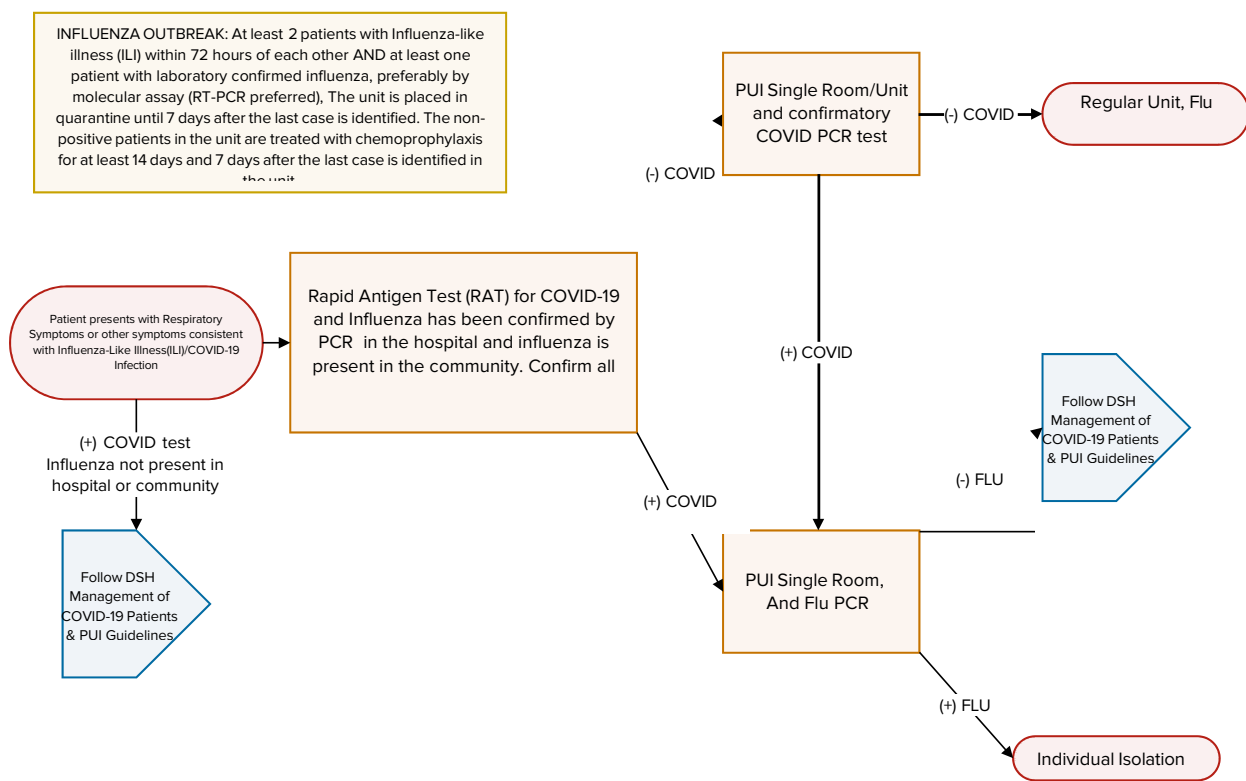 INFLUENZA OUTBREAK: At least 2 patients with Influenza-like
illness (ILI) within 72 hours of each other AND at least one
patient with laboratory confirmed influenza, preferably by
molecular assay (RT-PCR preferred), The unit is placed in
quarantine until 7 days after the last case is identified. The non-
positive patients in the unit are treated with chemoprophylaxis
for at least 14 days and 7 days after the last case is identified in
the unit
PUI Single Room/Unit
and confirmatory
COVID PCR test
(-) COVID
Regular Unit, Flu
(-) COVID
Patient presents with Respiratory
Symptoms or other symptoms consistent
with Influenza-Like Illness(ILI)/COVID-19
Infection
Rapid Antigen Test (RAT) for COVID-19
and Influenza has been confirmed by
PCR in the hospital and influenza is
present in the community. Confirm all
(+) COVID
(+) COVID test
Influenza not present in
hospital or community
Follow DSH
Management of
COVID-19 Patients
& PUI Guidelines
(+) COVID
(-) FLU
Follow DSH
Management of
COVID-19 Patients
& PUI Guidelines
PUI Single Room,
And Flu PCR
(+) FLU
Individual Isolation